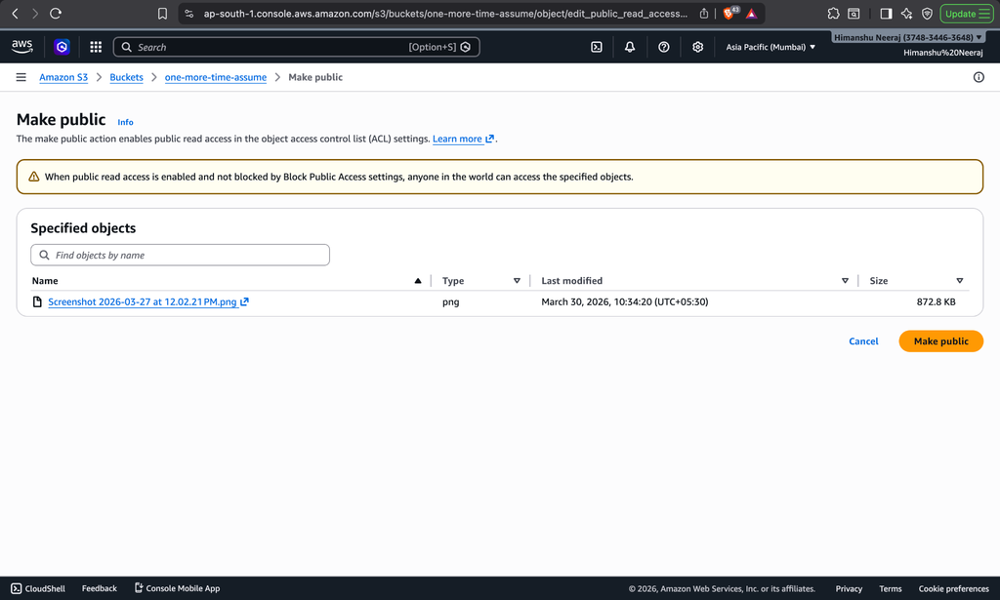 ap-south-1.console.aws.amazon.com/s3/buckets/one-more-time-assume/object/edit_public_read_access...
43
Update
aws
Search
[Option+S]
Asia Pacific (Mumbai)
Himanshu Neeraj (3748-3446-3648)
Himanshu%20Neeraj
Amazon S3
Buckets
one-more-time-assume
Make public
Make public Info
The make public action enables public read access in the object access control list (ACL) settings. Learn more.
When public read access is enabled and not blocked by Block Public Access settings, anyone in the world can access the specified objects.
Specified objects
Find objects by name
Name Type Last modified Size
Screenshot 2026-03-27 at 12.02.21 PM.png png March 30, 2026, 10:34:20 (UTC+05:30) 872.8 KB
Cancel Make public
CloudShell Feedback Console Mobile App © 2026, Amazon Web Services, Inc. or its affiliates. Privacy Terms Cookie preferences